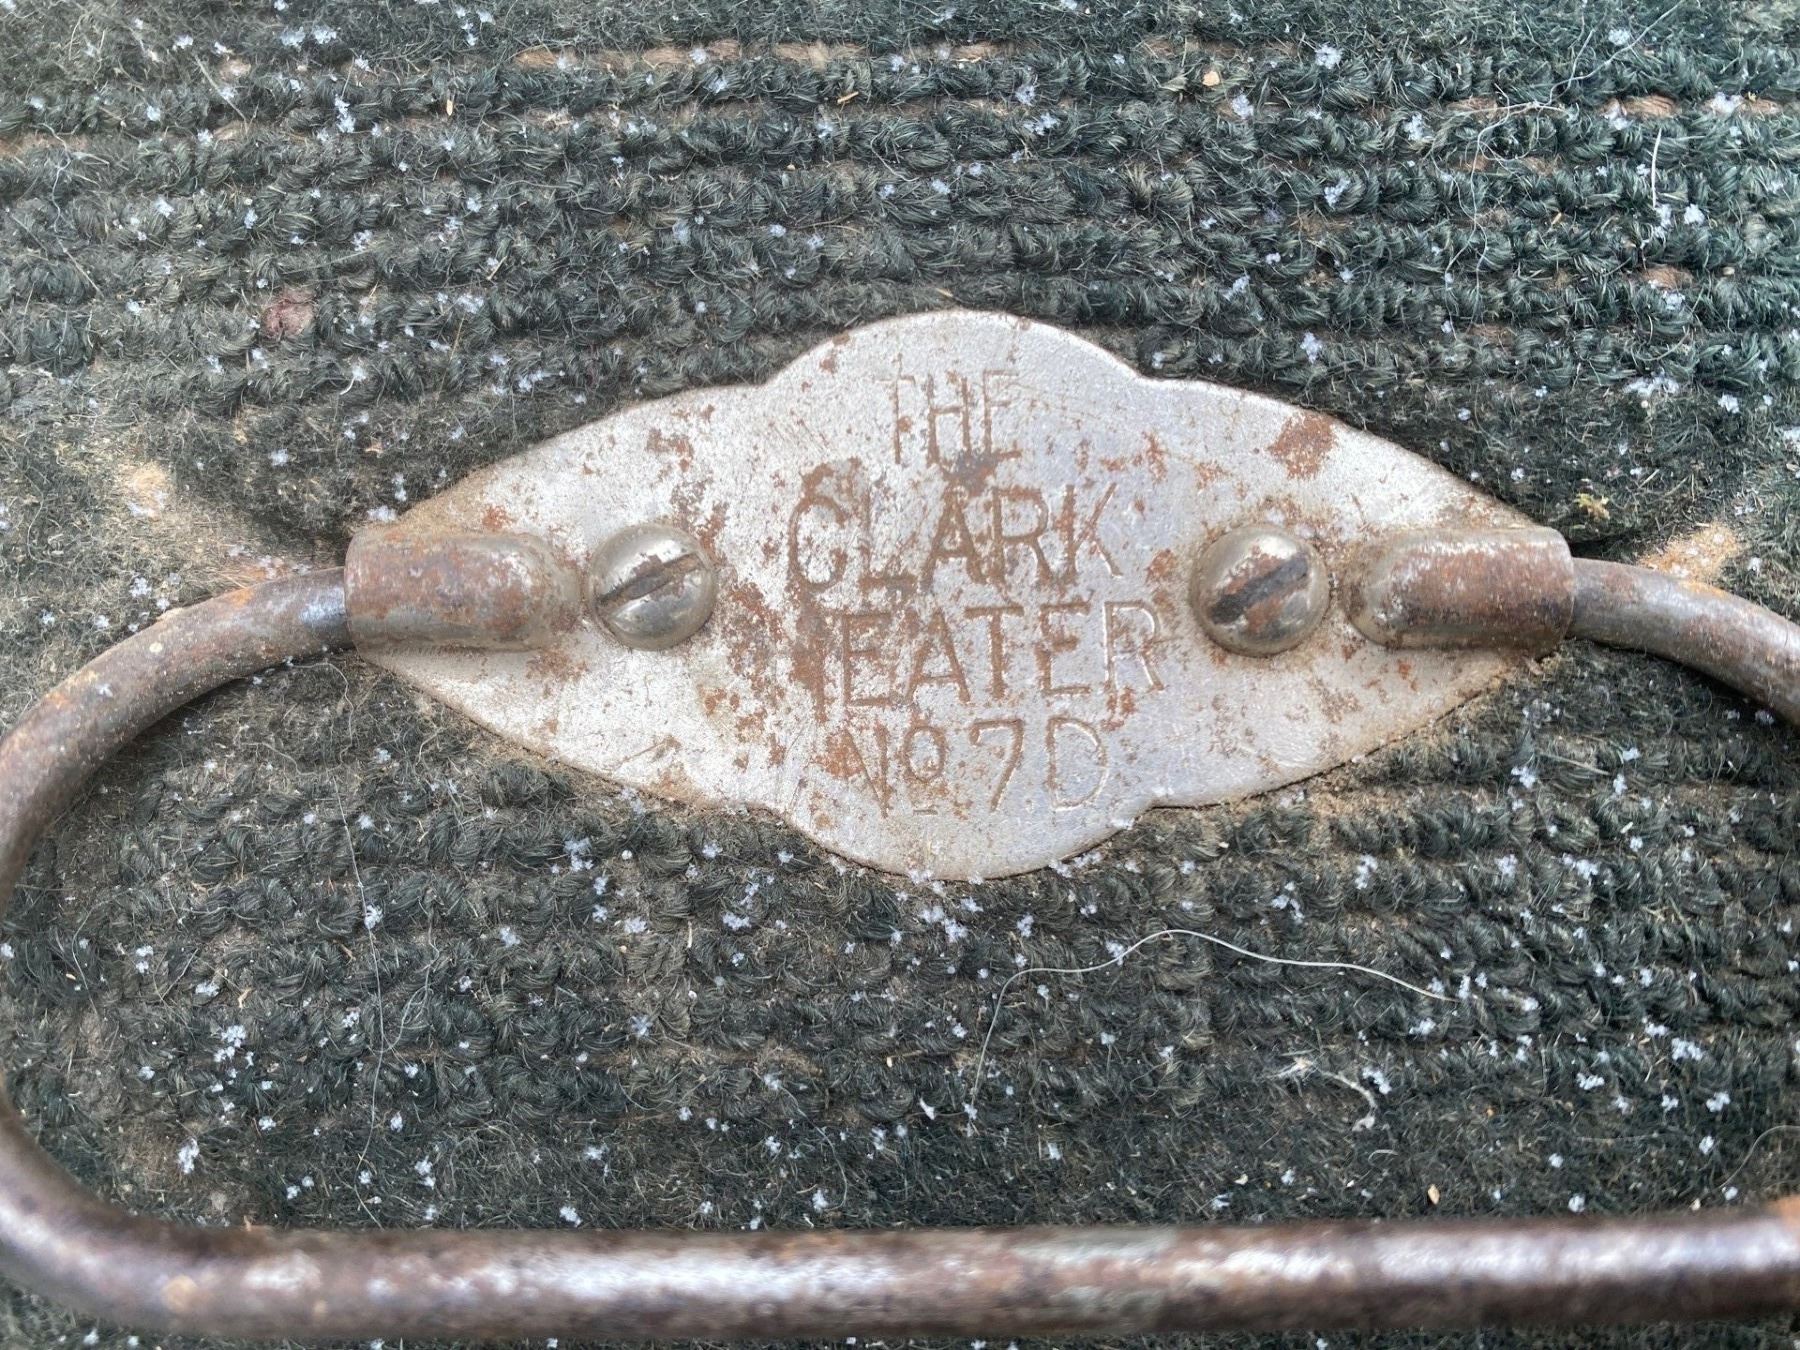 THE
CLARK
HEATER
No 7D